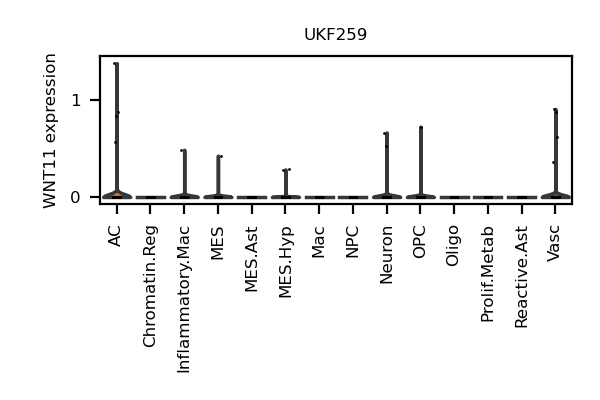 UKF259
WNT11 expression
1
0
AC
Chromatin.Reg
Inflammatory.Mac
MES
MES.Ast
MES.Hyp
Mac
NPC
Neuron
OPC
Oligo
Prolif.Metab
Reactive.Ast
Vasc